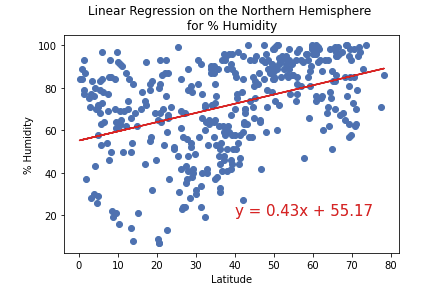 Linear Regression on the Northern Hemisphere
for % Humidity
100
80
60
40
20
% Humidity
y = 0.43x + 55.17
0 10 20 30 40 50 60 70 80
Latitude